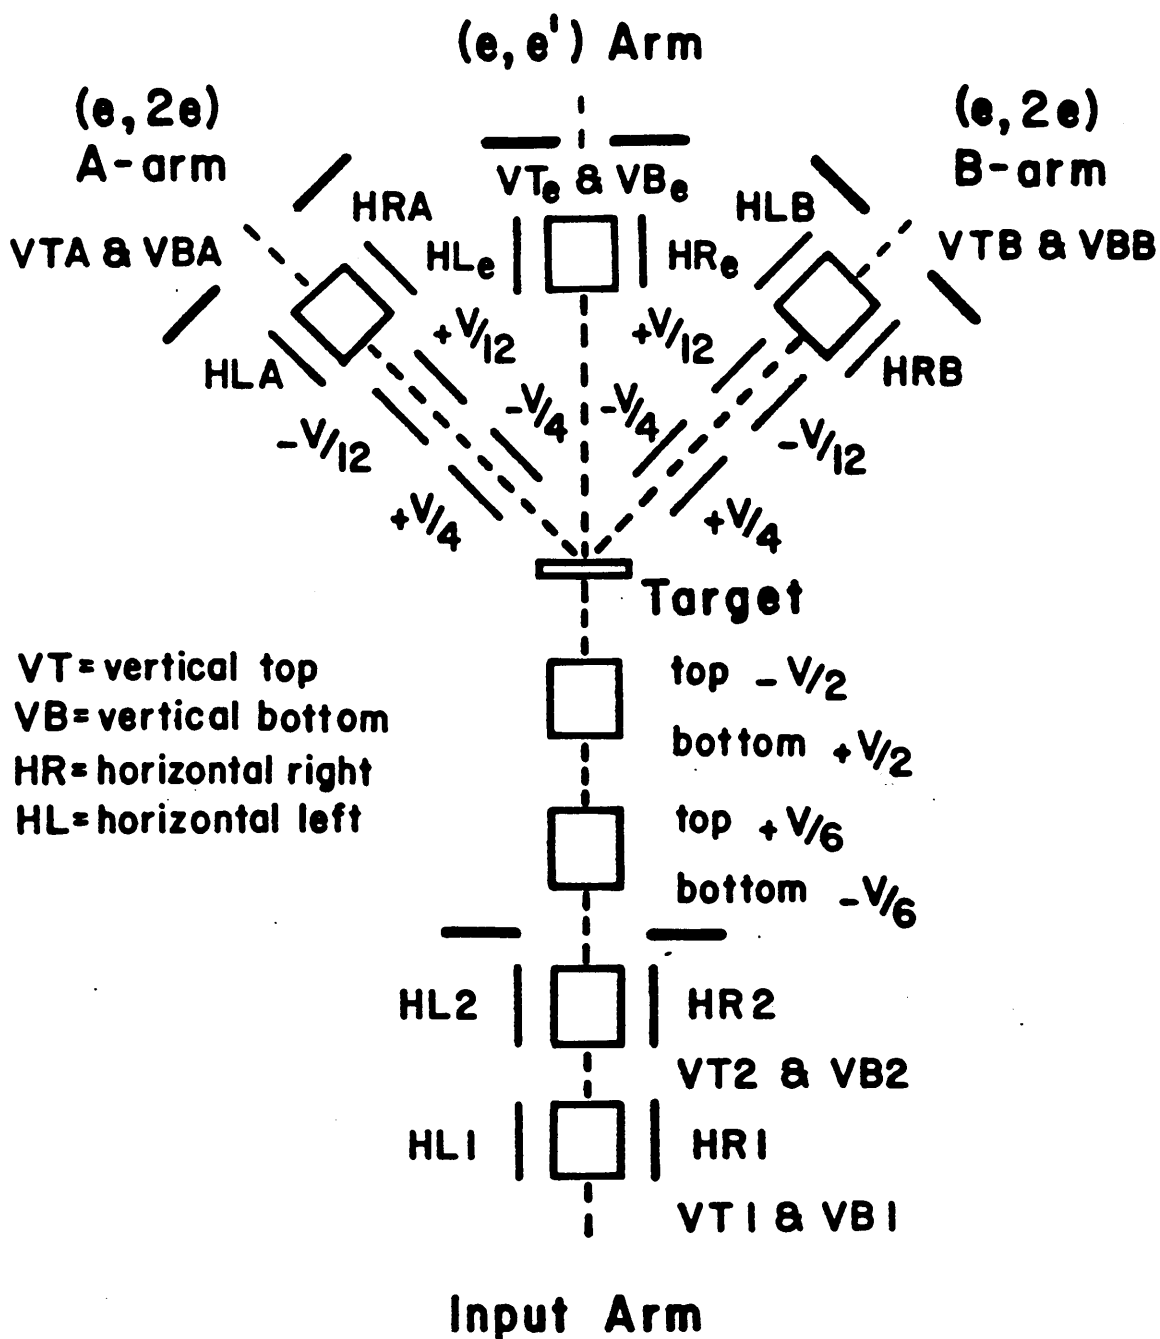 (e, e') Arm
(e, 2e)
A-arm
(e, 2e)
B-arm
VTe & VBe
HRA
HLB
VTA & VBA
HLe
HRe
VTB & VBB
HLA
+V/12
+V/12
HRB
-V/12
-V/4
-V/4
-V/12
+V/4
+V/4
Target
VT= vertical top
VB= vertical bottom
HR= horizontal right
HL= horizontal left
top -V/2
bottom +V/2
top +V/6
bottom -V/6
HL2
HR2
VT2 & VB2
HL1
HR1
VT1 & VB1
Input Arm